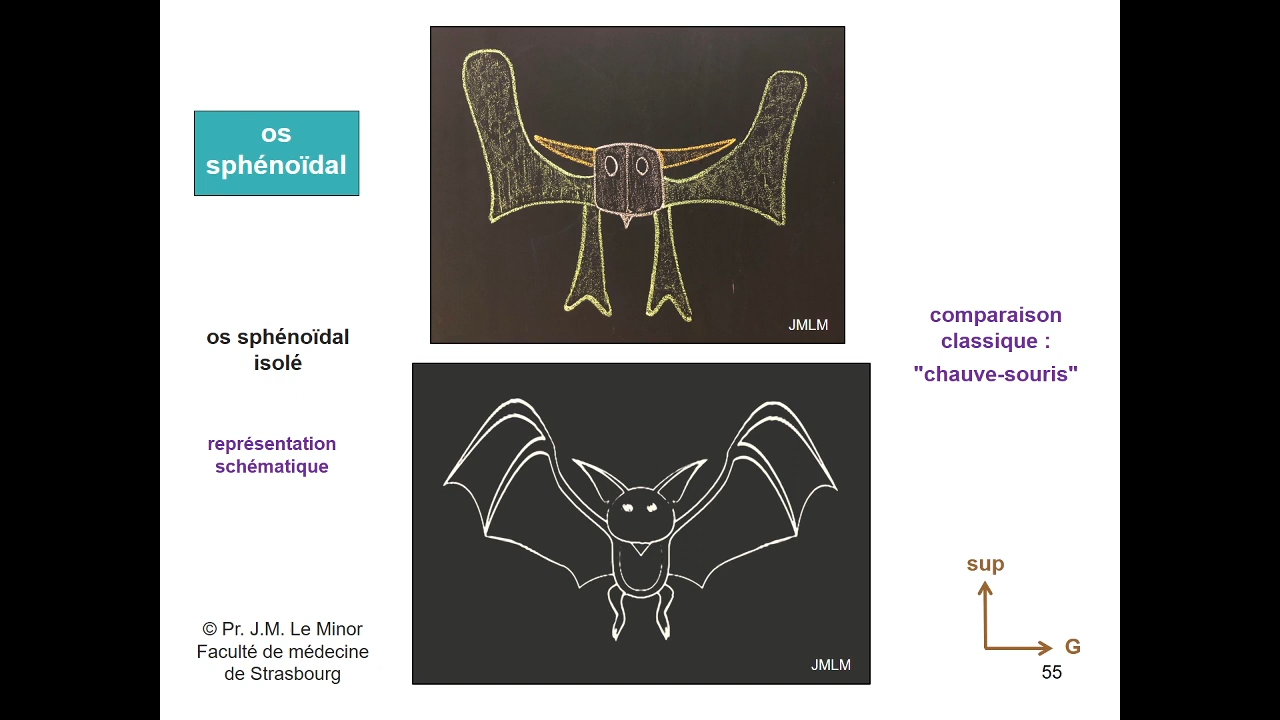 os
sphénoïdal
JMLM
os sphénoïdal
isolé
comparaison
classique :
"chauve-souris"
représentation
schématique
sup
G
© Pr. J.M. Le Minor
Faculté de médecine
de Strasbourg
JMLM
55